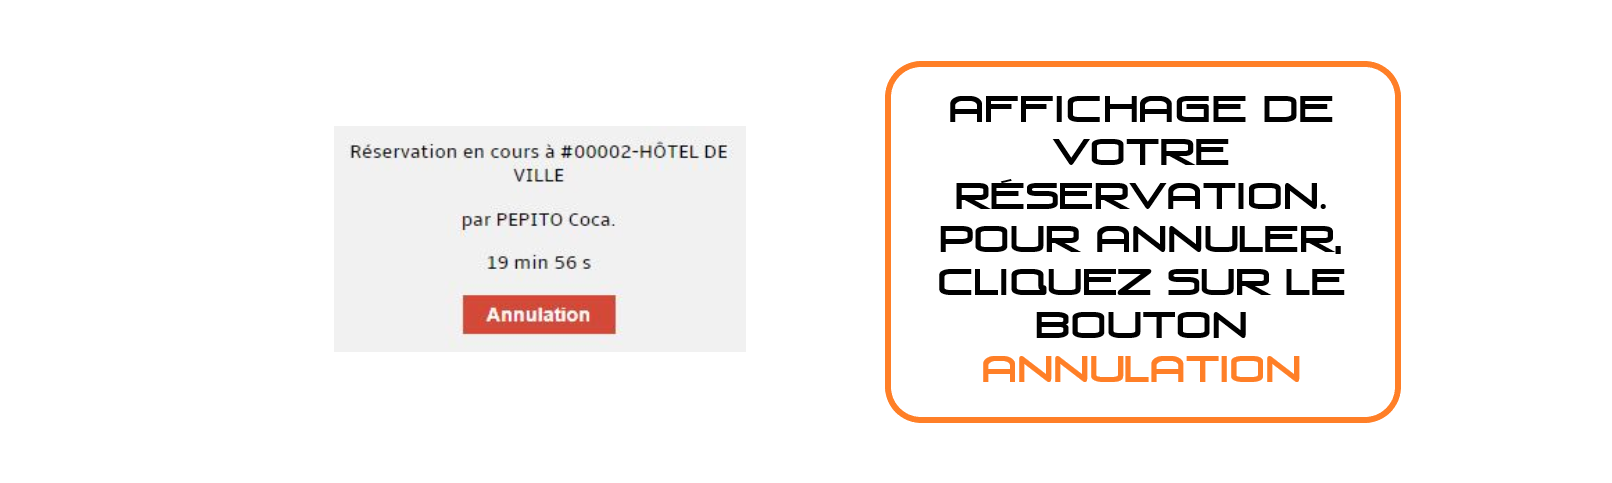 Réservation en cours à #00002-HÔTEL DE
VILLE
par PEPITO Coca.
19 min 56 s
Annulation
AFFICHAGE DE
VOTRE
RÉSERVATION.
POUR ANNULER,
CLIQUEZ SUR LE
BOUTON
ANNULATION